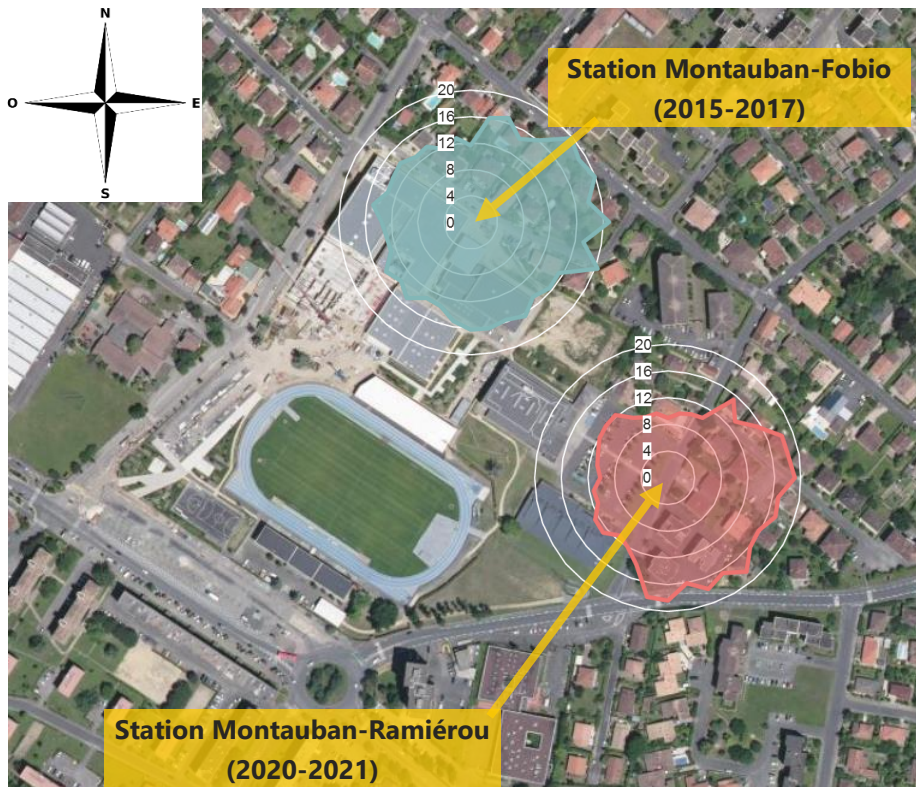 N
O
E
S
Station Montauban-Fobio
(2015-2017)
20
16
12
8
4
0
20
16
12
8
4
0
Station Montauban-Ramiérou
(2020-2021)